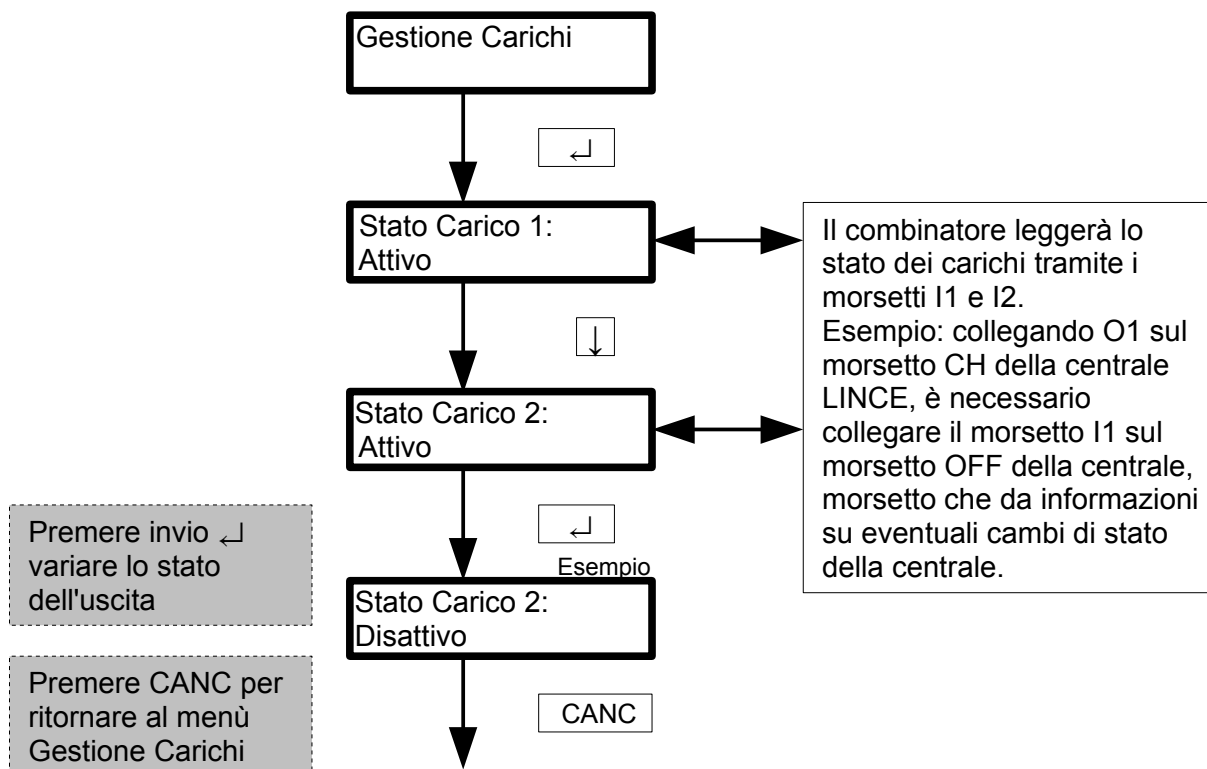 Gestione Carichi
↵
Stato Carico 1:
Attivo
Il combinatore leggerà lo
stato dei carichi tramite i
morsetti I1 e I2.
Esempio: collegando O1 sul
morsetto CH della centrale
LINCE, è necessario
collegare il morsetto I1 sul
morsetto OFF della centrale,
morsetto che da informazioni
su eventuali cambi di stato
della centrale.
↓
Stato Carico 2:
Attivo
Premere invio ↵
variare lo stato
dell'uscita
↵
Esempio
Stato Carico 2:
Disattivo
Premere CANC per
ritornare al menù
Gestione Carichi
CANC